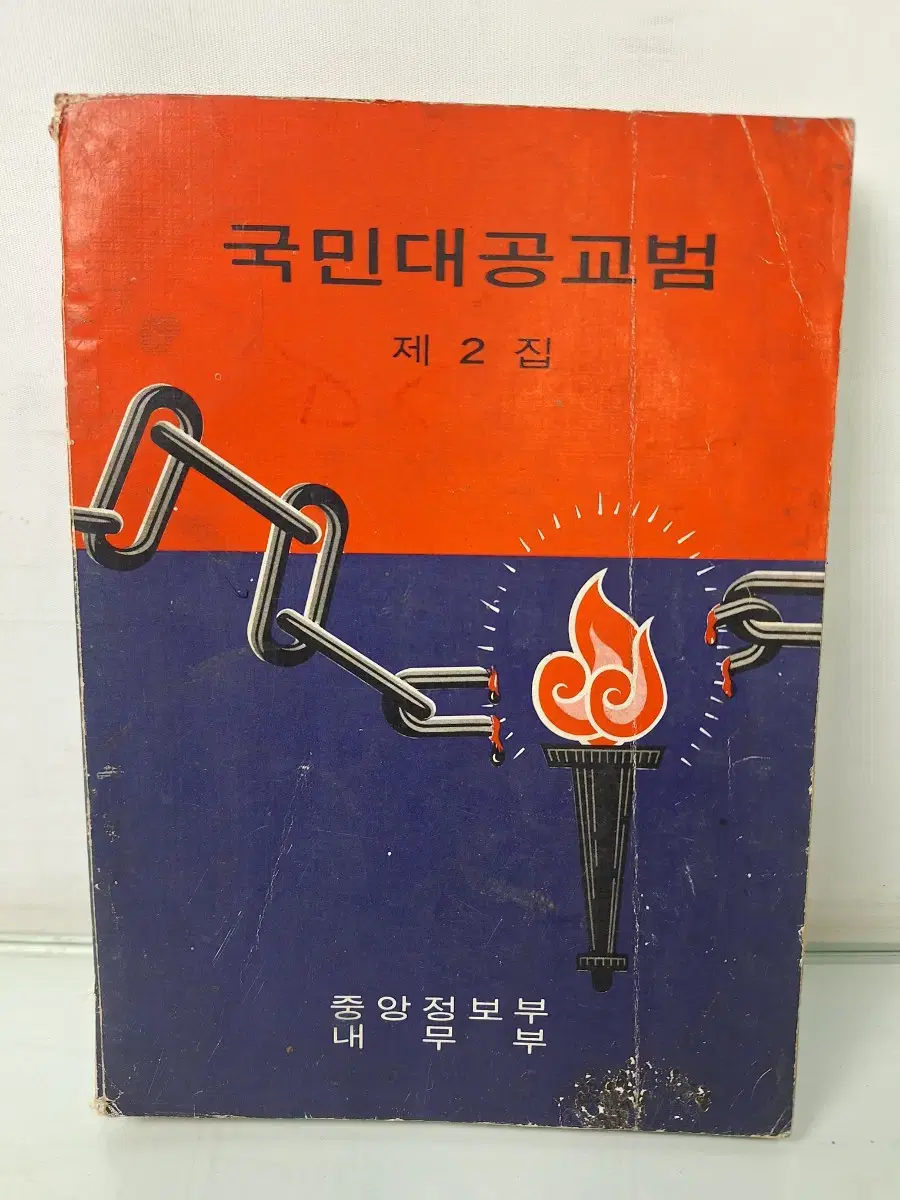 국민대공교범
제 2 집
중앙정보부
내 무 부